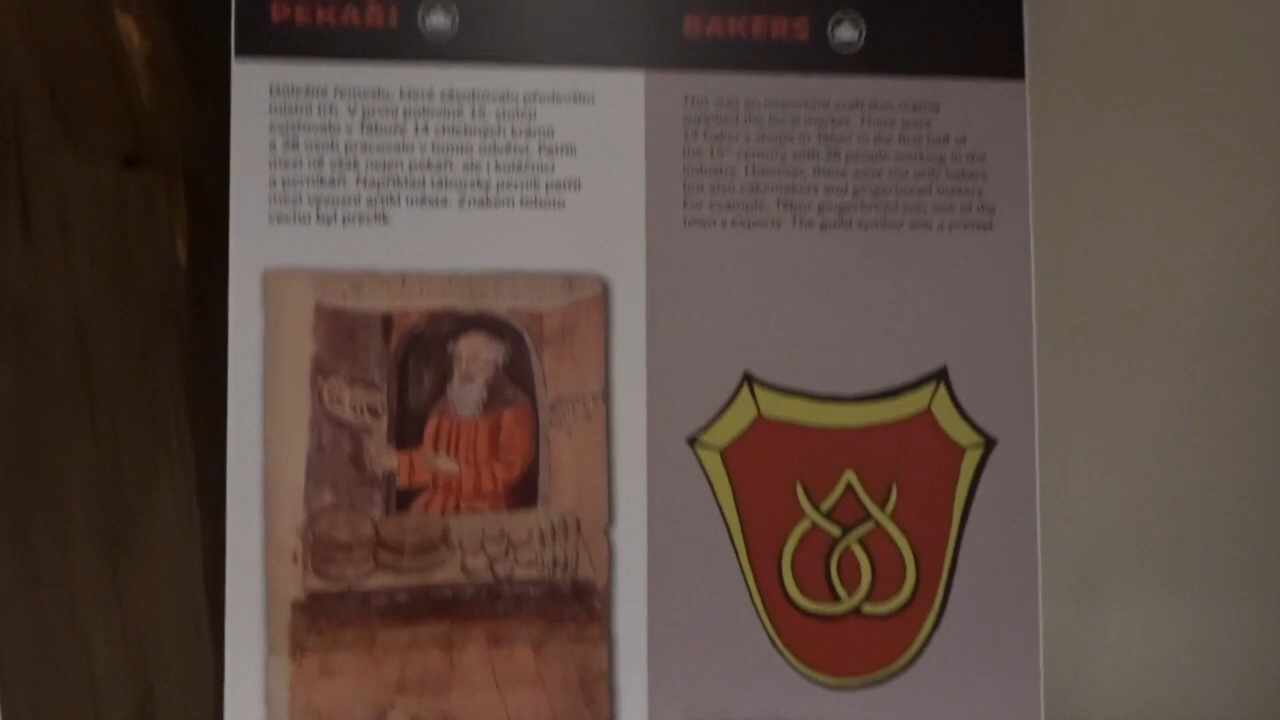 PEKAŘI
BAKERS
Důležité řemeslo, které zásobovalo především
místní trh. V první polovině 15. století
existovalo v Táboře 14 chlebných krámů
a 38 osob pracovalo v tomto odvětví. Patřili
mezi ně však nejen pekaři, ale i koláčníci
a perníkáři. Například táborský perník patřil
mezi vývozní artikl města. Znakem tohoto
cechu byl preclík.
This was an important craft that mainly
supplied the local market. There were
14 baker's shops in Tábor in the first half of
the 15th century with 38 people working in the
industry. However, these were not only bakers
but also cakemakers and gingerbread makers.
For example, Tábor gingerbread was one of the
town's exports. The guild symbol was a pretzel.